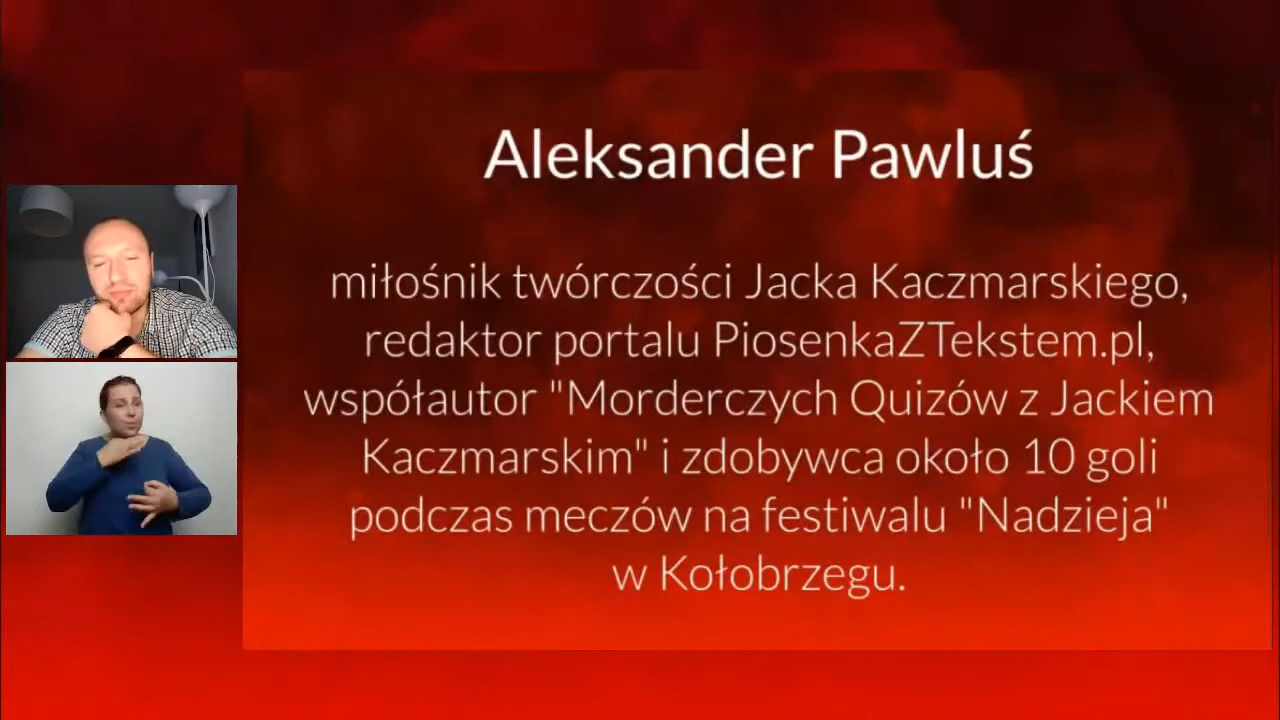 Aleksander Pawluś
miłośnik twórczości Jacka Kaczmarskiego,
redaktor portalu PiosenkaZTekstem.pl,
współautor "Morderczych Quizów z Jackiem
Kaczmarskim" i zdobywca około 10 goli
podczas meczów na festiwalu "Nadzieja"
w Kołobrzegu.